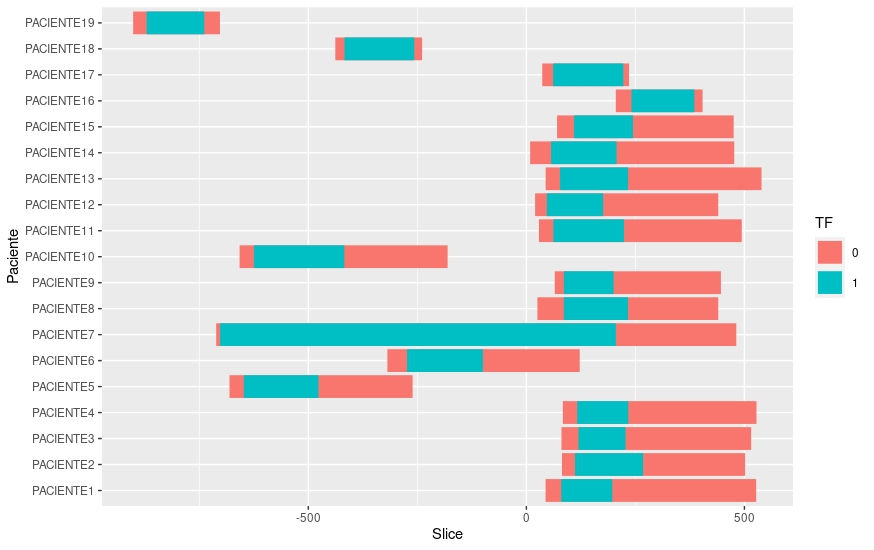 PACIENTE19
PACIENTE18
PACIENTE17
PACIENTE16
PACIENTE15
PACIENTE14
PACIENTE13
PACIENTE12
PACIENTE11
PACIENTE10
PACIENTE9
PACIENTE8
PACIENTE7
PACIENTE6
PACIENTE5
PACIENTE4
PACIENTE3
PACIENTE2
PACIENTE1
Paciente
-500 0 500
Slice
TF
0
1